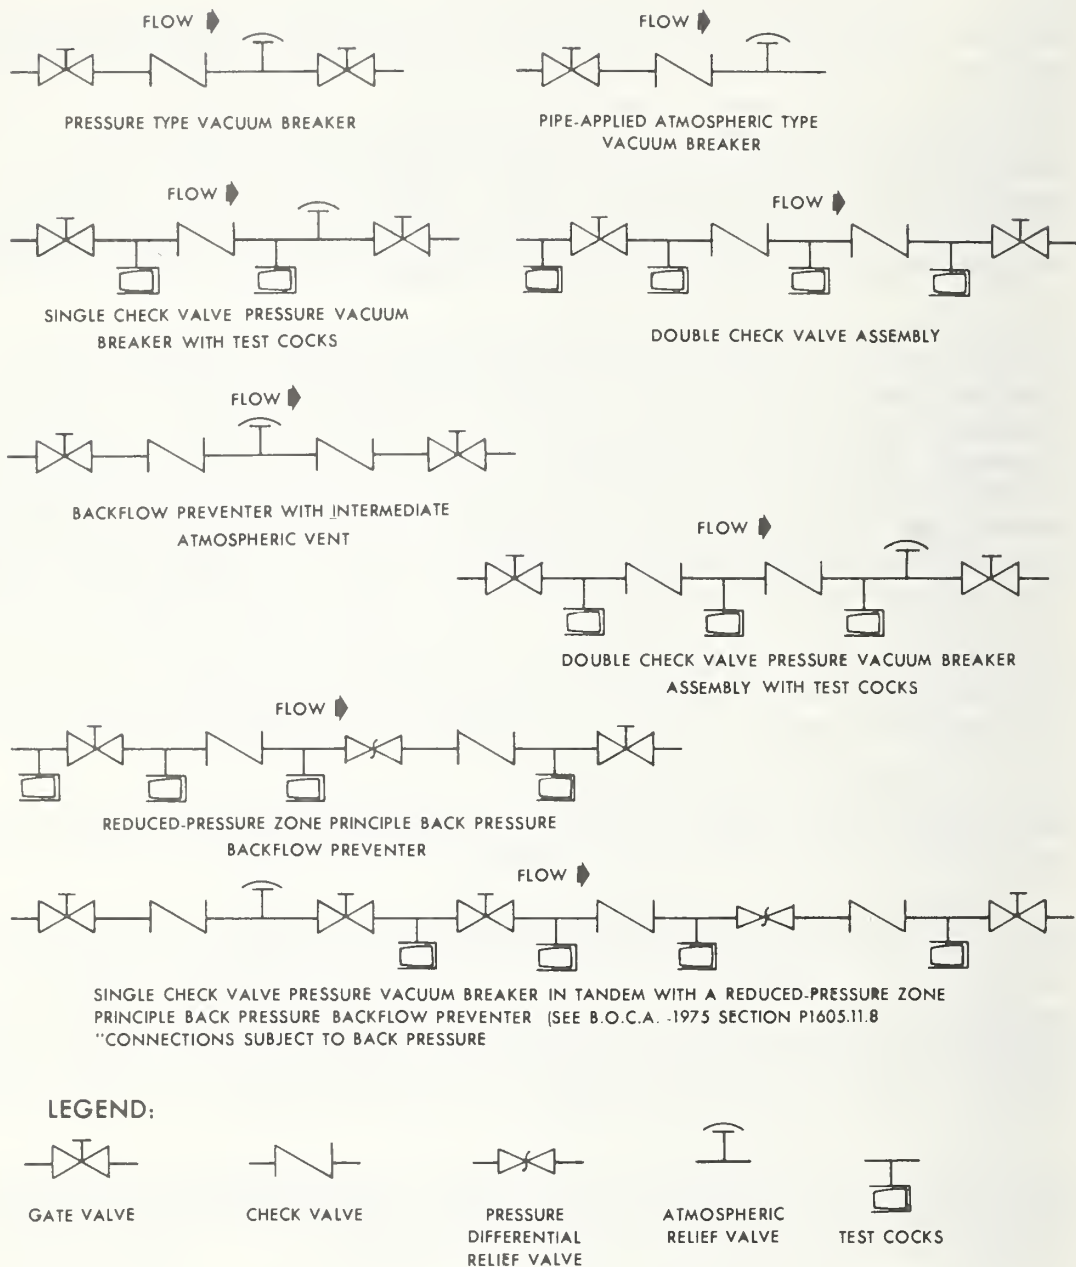 FLOW
PRESSURE TYPE VACUUM BREAKER
FLOW
PIPE-APPLIED ATMOSPHERIC TYPE
VACUUM BREAKER
FLOW
SINGLE CHECK VALVE PRESSURE VACUUM
BREAKER WITH TEST COCKS
FLOW
DOUBLE CHECK VALVE ASSEMBLY
FLOW
BACKFLOW PREVENTER WITH INTERMEDIATE
ATMOSPHERIC VENT
FLOW
DOUBLE CHECK VALVE PRESSURE VACUUM BREAKER
ASSEMBLY WITH TEST COCKS
FLOW
REDUCED-PRESSURE ZONE PRINCIPLE BACK PRESSURE
BACKFLOW PREVENTER
FLOW
SINGLE CHECK VALVE PRESSURE VACUUM BREAKER IN TANDEM WITH A REDUCED-PRESSURE ZONE
PRINCIPLE BACK PRESSURE BACKFLOW PREVENTER (SEE B.O.C.A. -1975 SECTION P1605.11.8
"CONNECTIONS SUBJECT TO BACK PRESSURE
LEGEND:
GATE VALVE
CHECK VALVE
PRESSURE
DIFFERENTIAL
RELIEF VALVE
ATMOSPHERIC
RELIEF VALVE
TEST COCKS